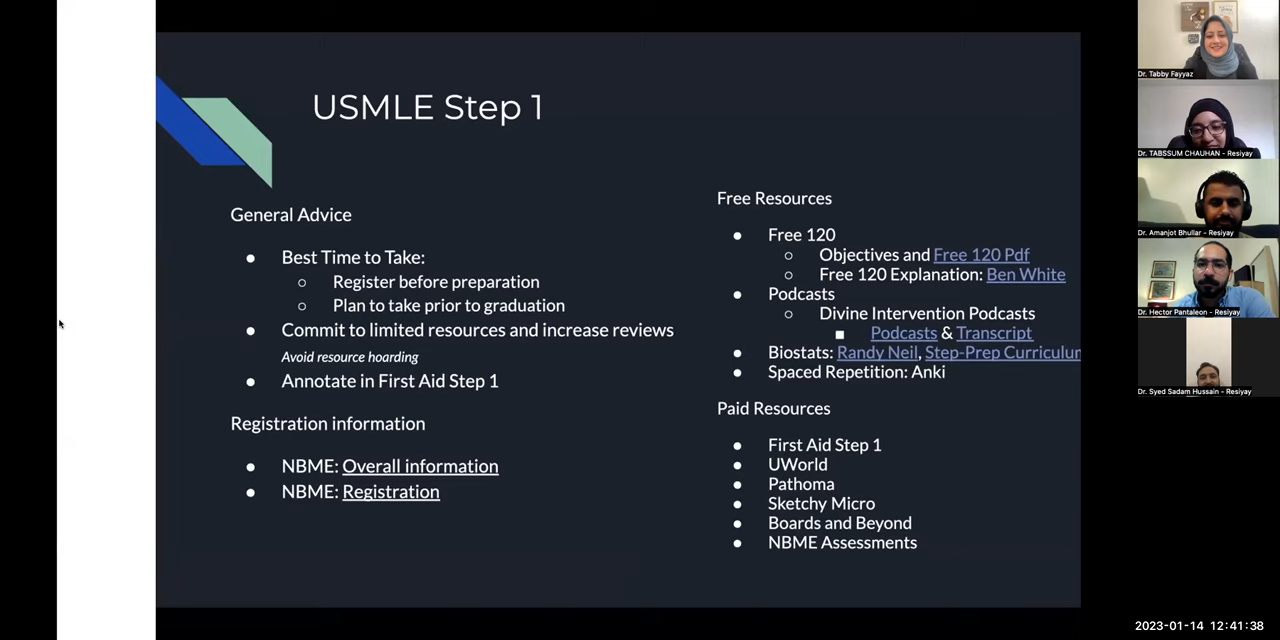 USMLE Step 1
General Advice
● Best Time to Take:
○ Register before preparation
○ Plan to take prior to graduation
● Commit to limited resources and increase reviews
Avoid resource hoarding
● Annotate in First Aid Step 1
Registration information
● NBME: Overall information
● NBME: Registration
Free Resources
● Free 120
○ Objectives and Free 120 Pdf
○ Free 120 Explanation: Ben White
● Podcasts
○ Divine Intervention Podcasts
■ Podcasts & Transcript
● Biostats: Randy Neil, Step-Prep Curriculum
● Spaced Repetition: Anki
Paid Resources
● First Aid Step 1
● UWorld
● Pathoma
● Sketchy Micro
● Boards and Beyond
● NBME Assessments
Dr. Tabby Fayyaz
Dr. TABSSUM CHAUHAN - Resiyay
Dr. Amanjot Bhullar - Resiyay
Dr. Hector Pantaleon - Resiyay
Dr. Syed Sadam Hussain - Resiyay
2023-01-14 12:41:38